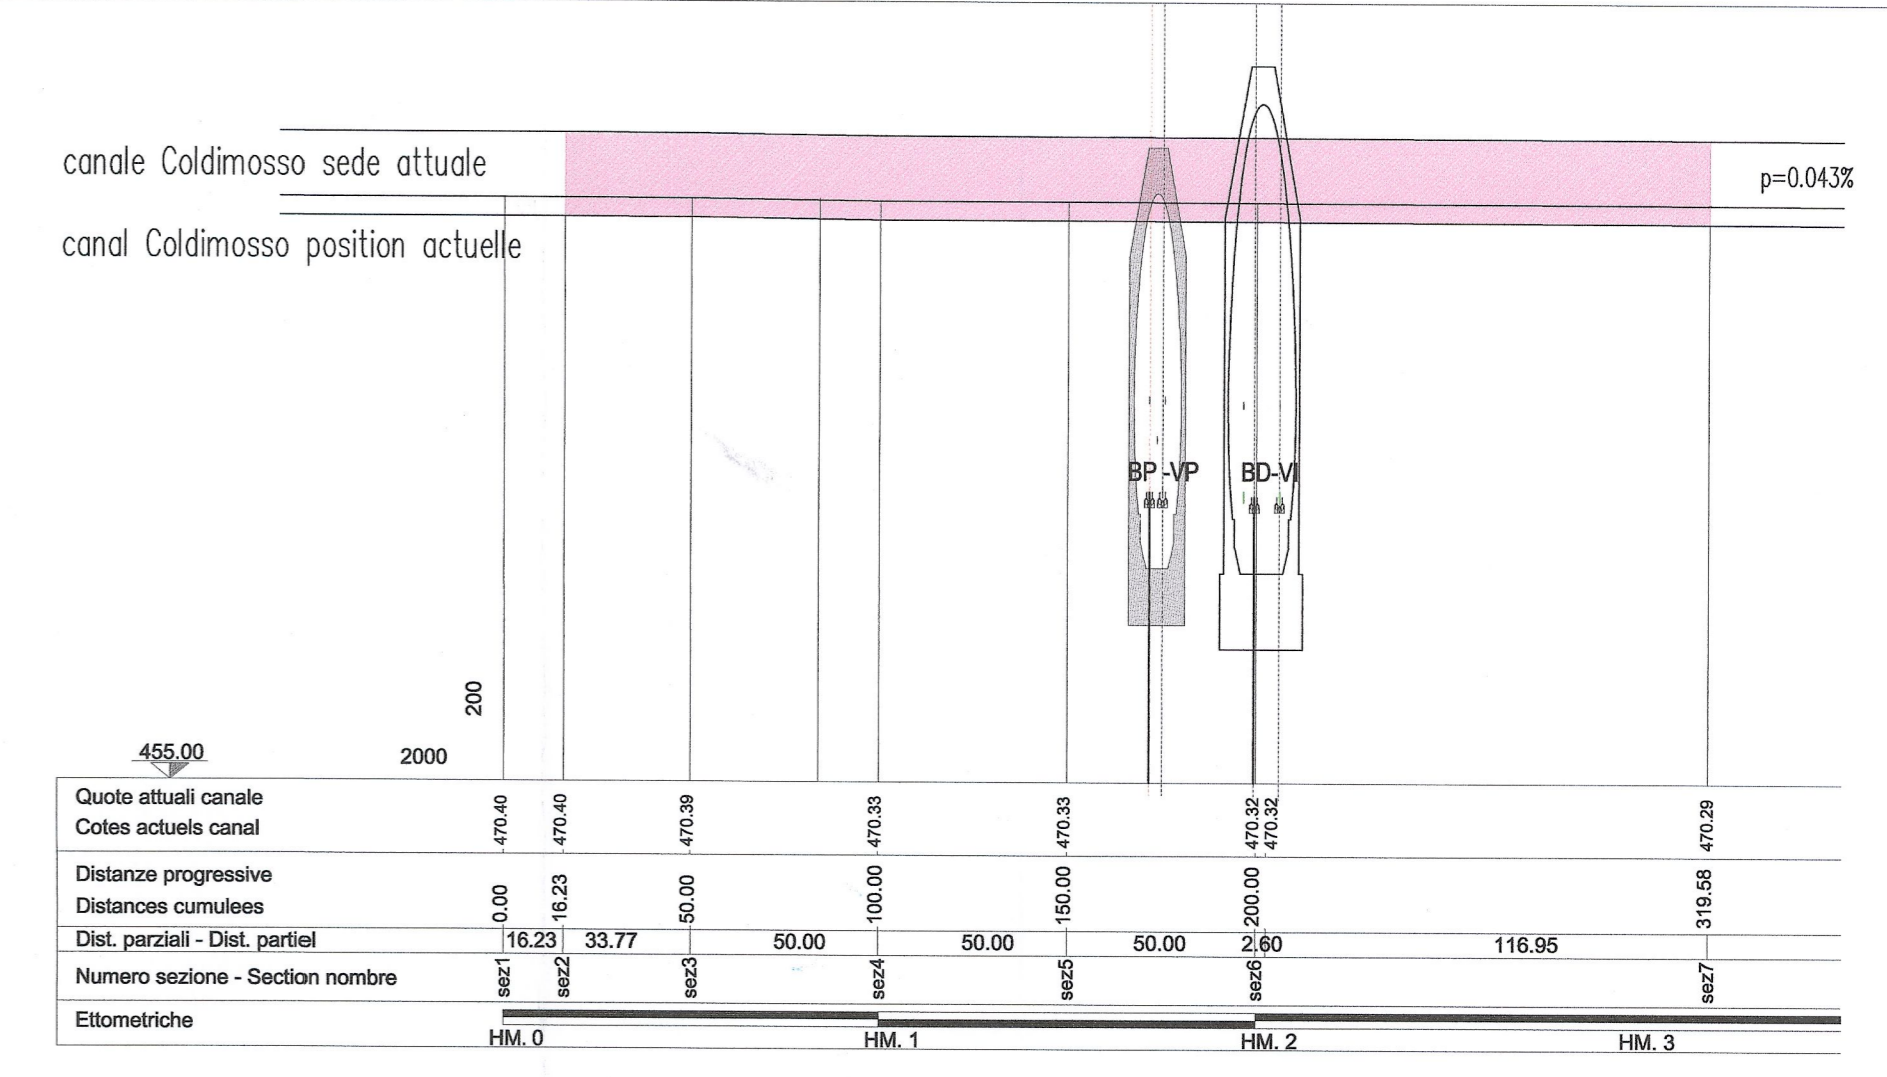 canale Coldimosso sede attuale
p=0.043%
canal Coldimosso position actuelle
BP -VP
BD-VI
200
455.00
2000
Quote attuali canale
Cotes actuels canal
470.40
470.40
470.39
470.33
470.33
470.32
470.32
470.29
Distanze progressive
Distances cumulees
0.00
16.23
50.00
100.00
150.00
200.00
319.58
Dist. parziali - Dist. partiel
16.23
33.77
50.00
50.00
50.00
2.60
116.95
Numero sezione - Section nombre
sez1
sez2
sez3
sez4
sez5
sez6
sez7
Ettometriche
HM. 0
HM. 1
HM. 2
HM. 3